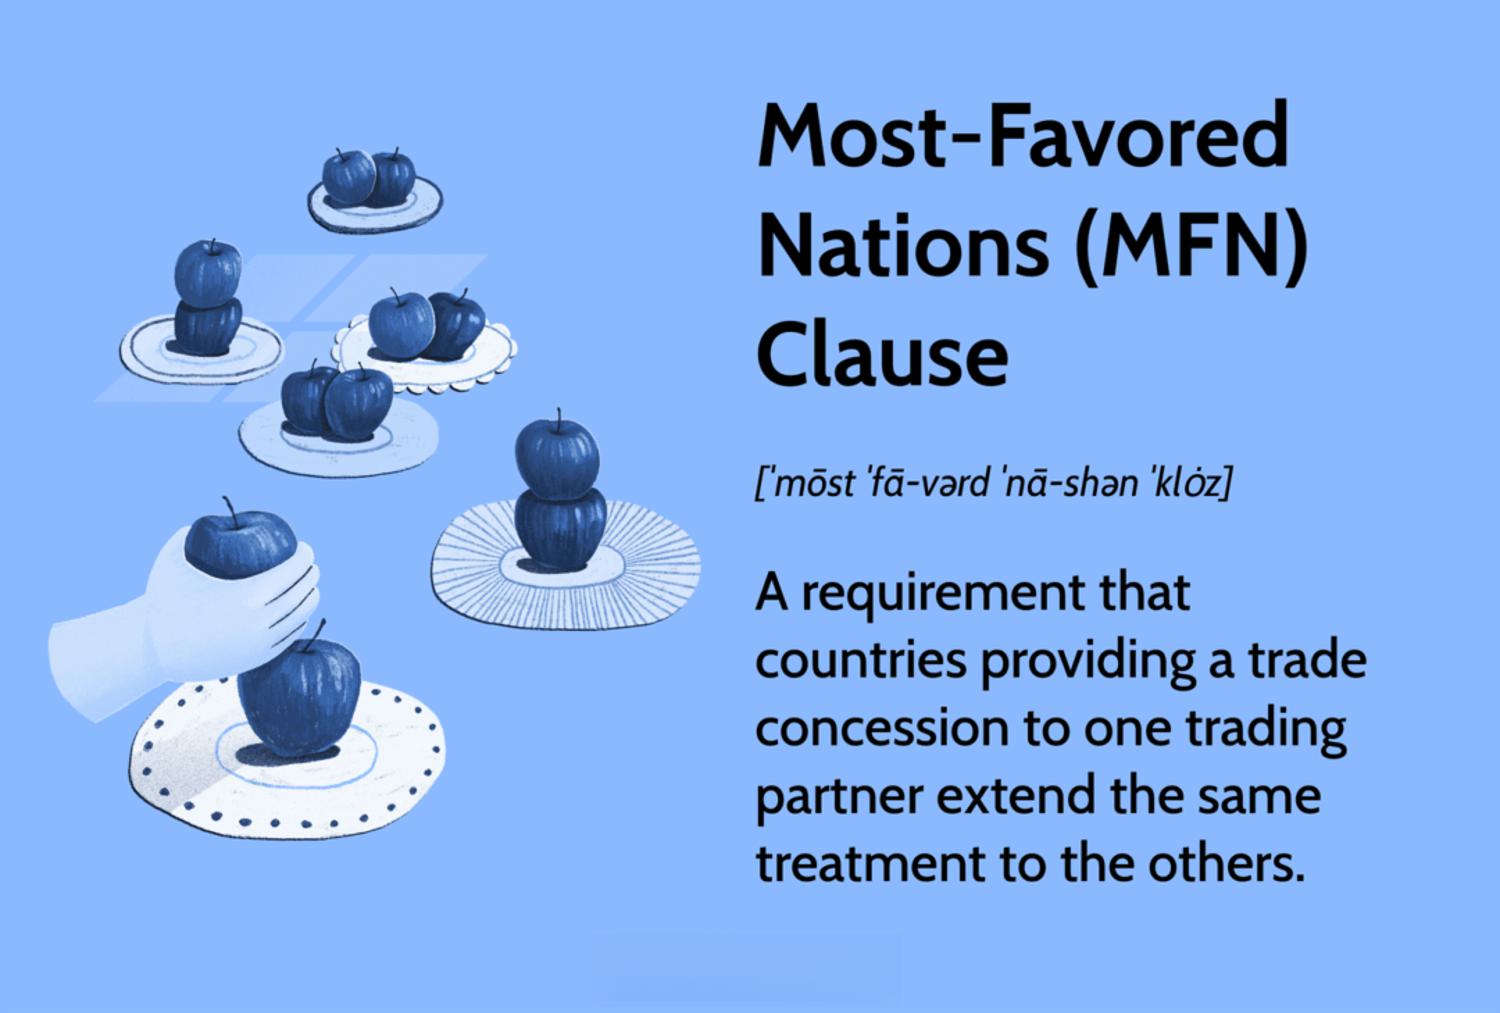 Most-Favored
Nations (MFN)
Clause
[ˈmōst ˈfā-vərd ˈnā-shən ˈklȯz]
A requirement that
countries providing a trade
concession to one trading
partner extend the same
treatment to the others.